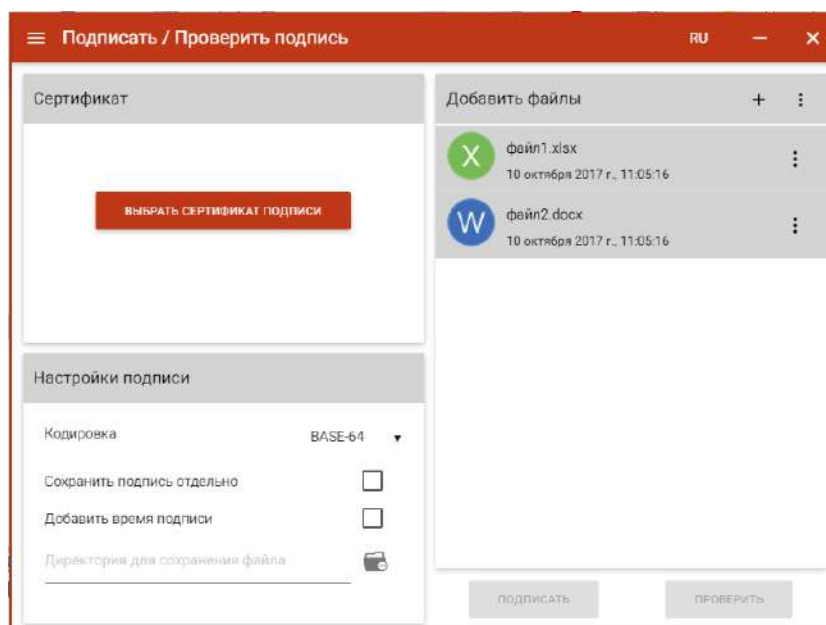 Подписать / Проверить подпись
RU
Сертификат
ВЫБРАТЬ СЕРТИФИКАТ ПОДПИСИ
Настройки подписи
Кодировка
BASE-64
Сохранить подпись отдельно
Добавить время подписи
Директория для сохранения файла
Добавить файлы
X
файл1.xlsx
10 октября 2017 г., 11:05:16
W
файл2.docx
10 октября 2017 г., 11:05:16
ПОДПИСАТЬ
ПРОВЕРИТЬ